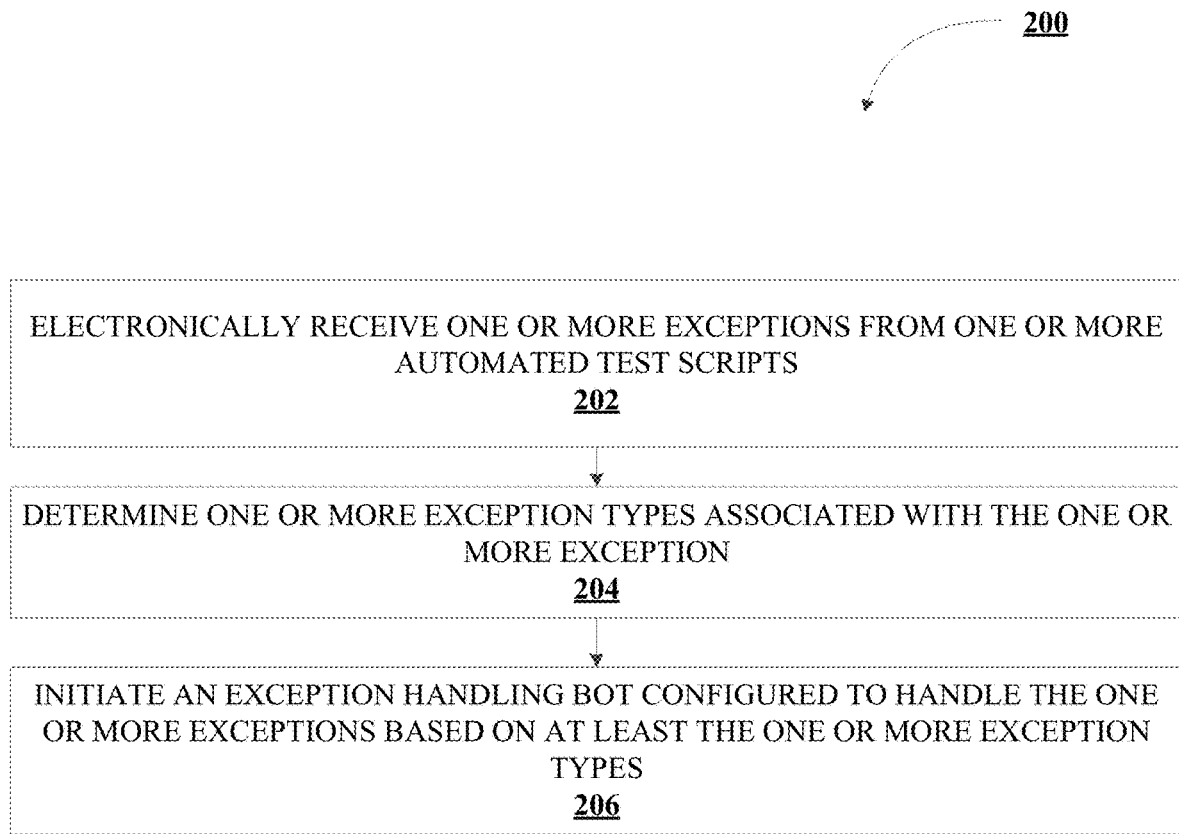 200
ELECTRONICALLY RECEIVE ONE OR MORE EXCEPTIONS FROM ONE OR MORE
AUTOMATED TEST SCRIPTS
202
DETERMINE ONE OR MORE EXCEPTION TYPES ASSOCIATED WITH THE ONE OR
MORE EXCEPTION
204
INITIATE AN EXCEPTION HANDLING BOT CONFIGURED TO HANDLE THE ONE
OR MORE EXCEPTIONS BASED ON AT LEAST THE ONE OR MORE EXCEPTION
TYPES
206